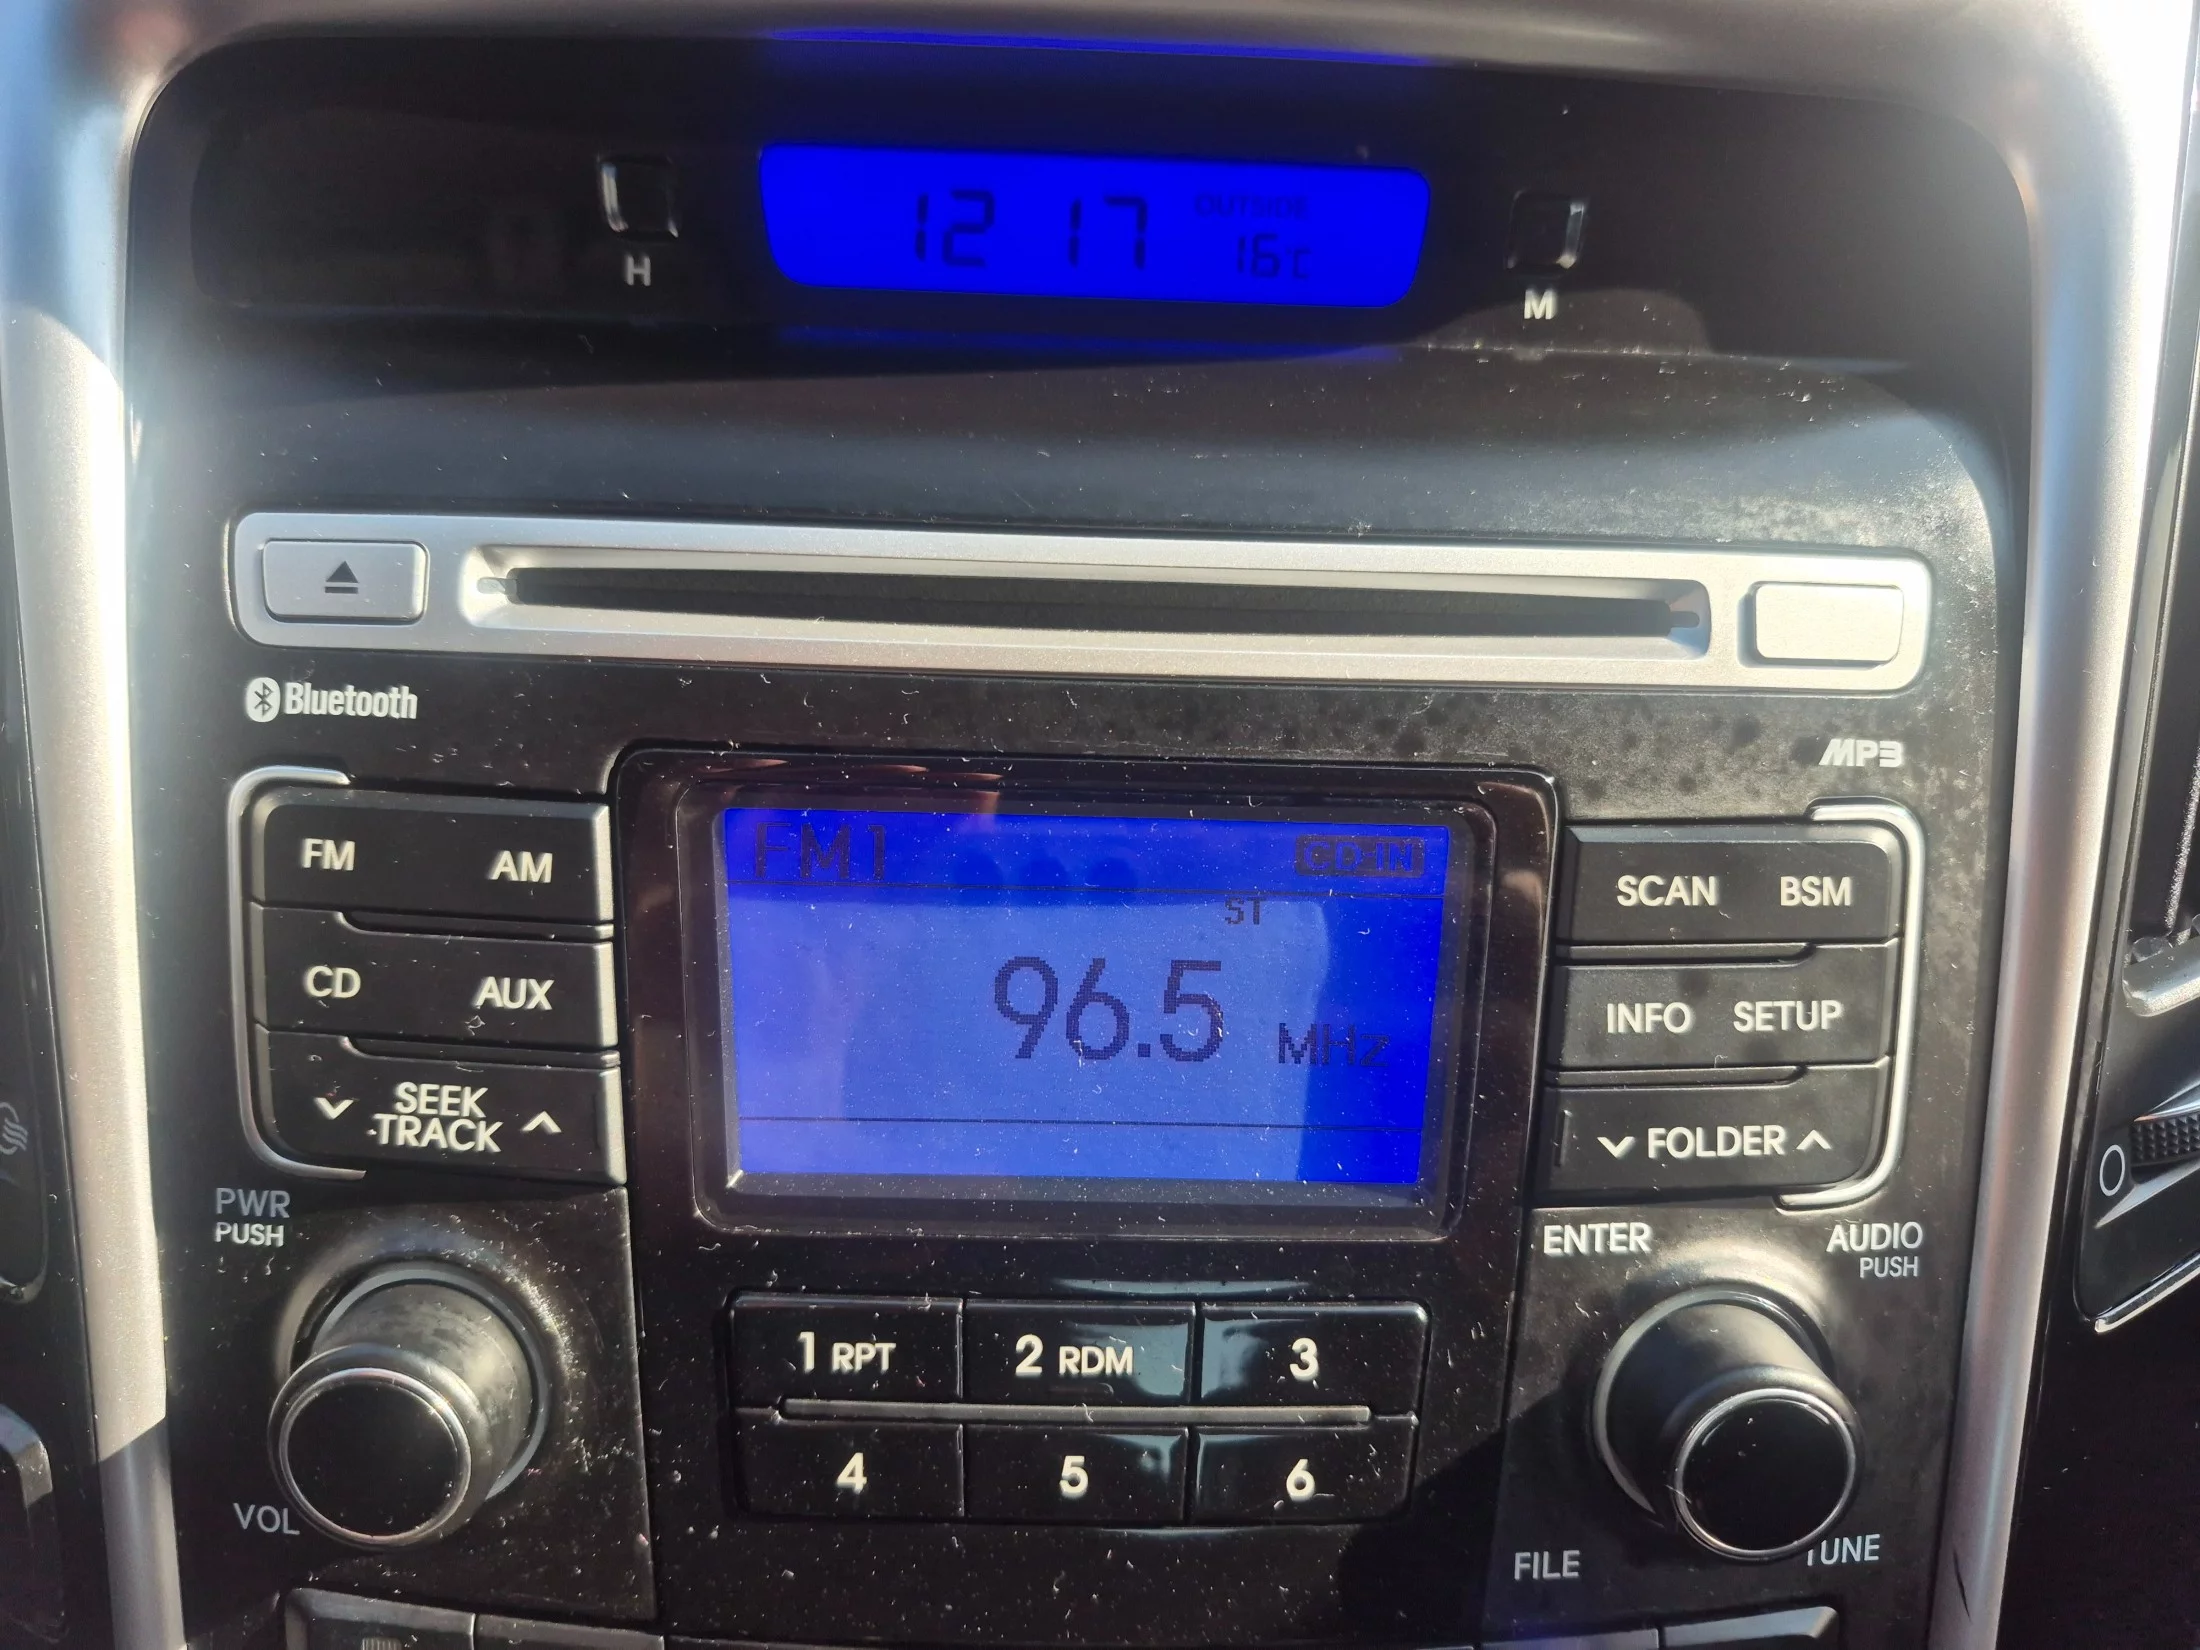 12 17
OUTSIDE
16c
H
M
Bluetooth
MP3
FM1
CD-IN
FM
AM
SCAN
BSM
ST
CD
AUX
96.5 MHz
INFO
SETUP
SEEK
TRACK
FOLDER
PWR
PUSH
ENTER
AUDIO
PUSH
1 RPT
2 RDM
3
4
5
6
VOL
FILE
TUNE